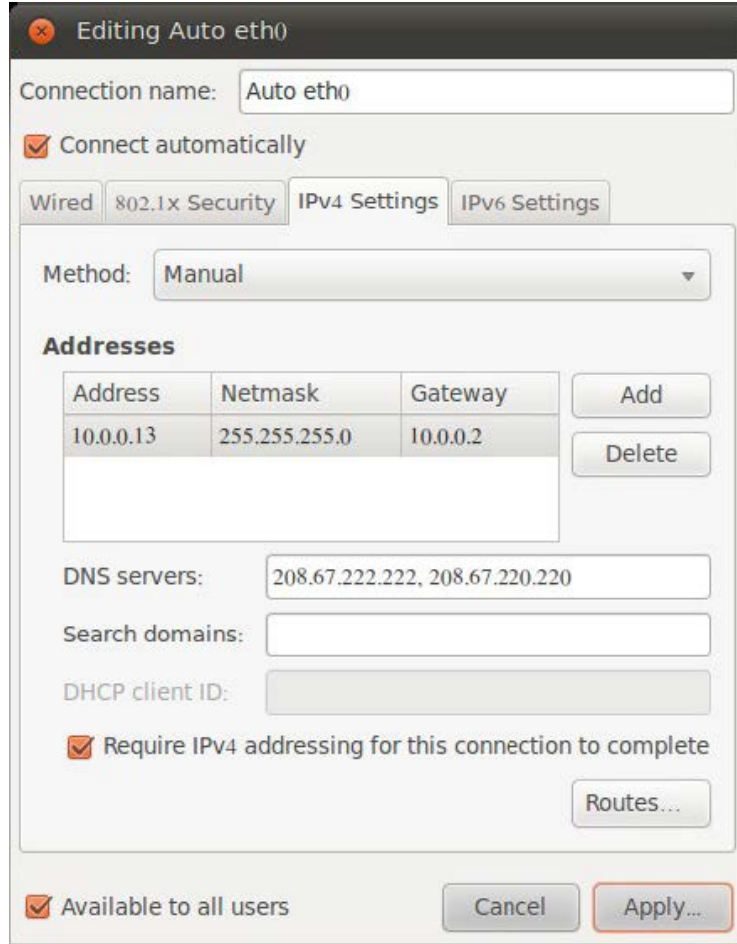 Editing Auto eth0
Connection name: Auto eth0
Connect automatically
Wired 802.1x Security IPv4 Settings IPv6 Settings
Method: Manual
Addresses
Address Netmask Gateway Add
10.0.0.13 255.255.255.0 10.0.0.2
Delete
DNS servers: 208.67.222.222, 208.67.220.220
Search domains:
DHCP client ID:
Require IPv4 addressing for this connection to complete
Routes...
Available to all users Cancel Apply...